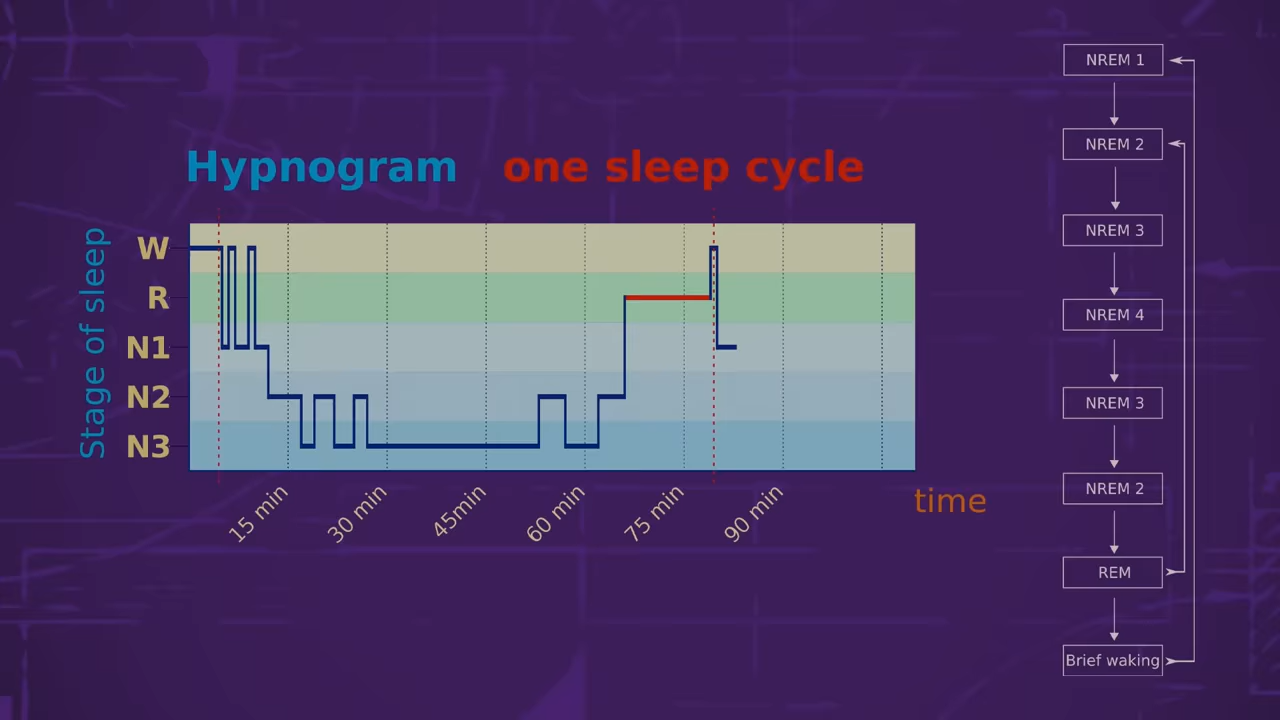 Hypnogram one sleep cycle
Stage of sleep
W
R
N1
N2
N3
15 min
30 min
45min
60 min
75 min
90 min
time
NREM 1
NREM 2
NREM 3
NREM 4
NREM 3
NREM 2
REM
Brief waking